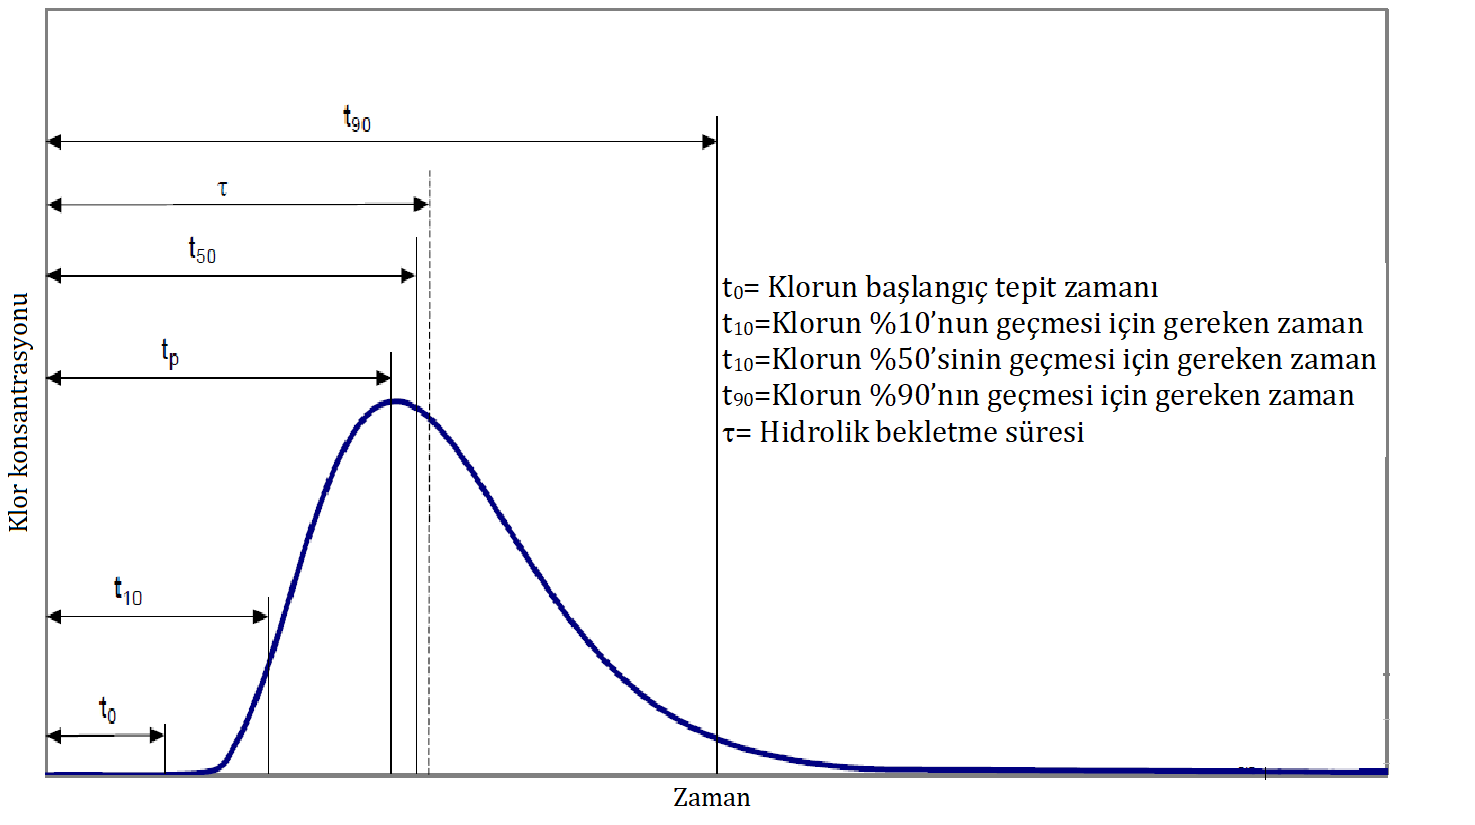 t90
τ
t50
tp
t10
t0
t0= Klorun başlangıç tepit zamanı
t10=Klorun %10’nun geçmesi için gereken zaman
t10=Klorun %50’sinin geçmesi için gereken zaman
t90=Klorun %90’nın geçmesi için gereken zaman
τ= Hidrolik bekletme süresi
Klor konsantrasyonu
Zaman